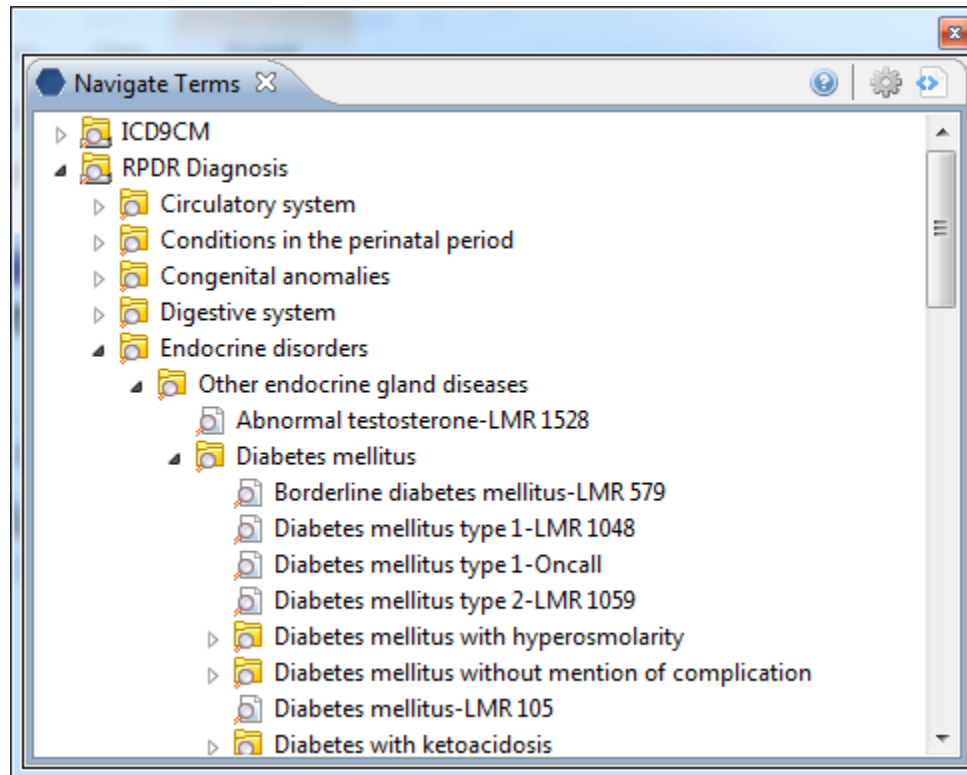 Navigate Terms
ICD9CM
RPDR Diagnosis
Circulatory system
Conditions in the perinatal period
Congenital anomalies
Digestive system
Endocrine disorders
Other endocrine gland diseases
Abnormal testosterone-LMR 1528
Diabetes mellitus
Borderline diabetes mellitus-LMR 579
Diabetes mellitus type 1-LMR 1048
Diabetes mellitus type 1-Oncall
Diabetes mellitus type 2-LMR 1059
Diabetes mellitus with hyperosmolarity
Diabetes mellitus without mention of complication
Diabetes mellitus-LMR 105
Diabetes with ketoacidosis